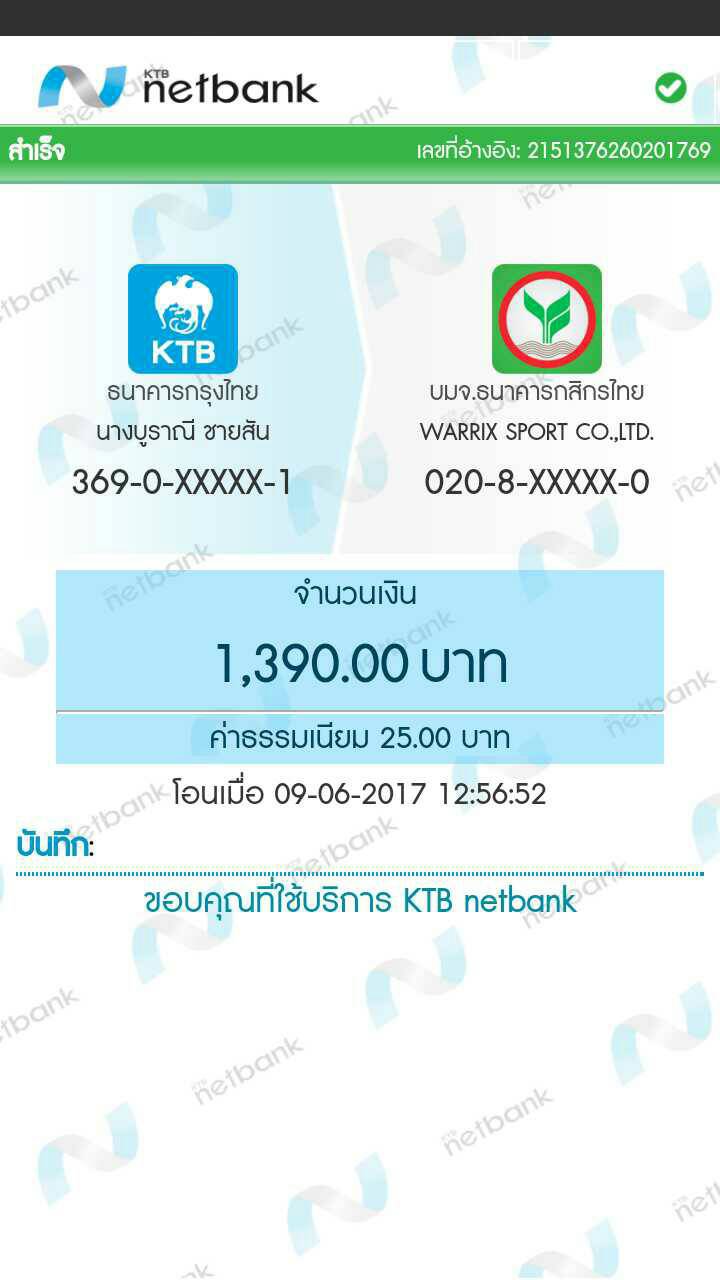 KTB netbank
สำเร็จ
เลขที่อ้างอิง: 2151376260201769
KTB
ธนาคารกรุงไทย
นางบูราณี ชายสัน
369-0-XXXXX-1
บมจ.ธนาคารกสิกรไทย
WARRIX SPORT CO.,LTD.
020-8-XXXXX-0
จำนวนเงิน
1,390.00 บาท
ค่าธรรมเนียม 25.00 บาท
โอนเมื่อ 09-06-2017 12:56:52
บันทึก:
ขอบคุณที่ใช้บริการ KTB netbank